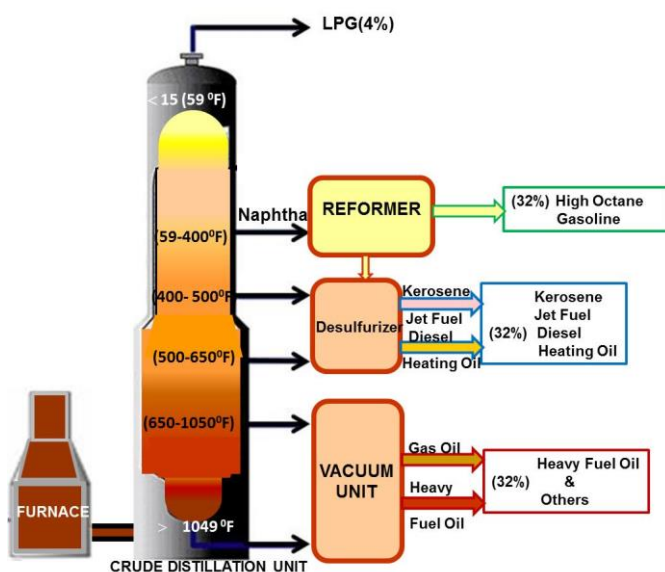 LPG(4%)
< 15 (59 ⁰F)
Naphtha
REFORMER
(32%) High Octane
Gasoline
(59-400⁰F)
(400- 500⁰F
Desulfurizer
Kerosene
Jet Fuel
Diesel
Heating Oil
Kerosene
Jet Fuel
(32%) Diesel
Heating Oil
(500-650⁰F)
(650-1050⁰F)
VACUUM
UNIT
Gas Oil
Heavy
Fuel Oil
Heavy Fuel Oil
(32%) &
Others
FURNACE
> 1049 ⁰F
CRUDE DISTILLATION UNIT